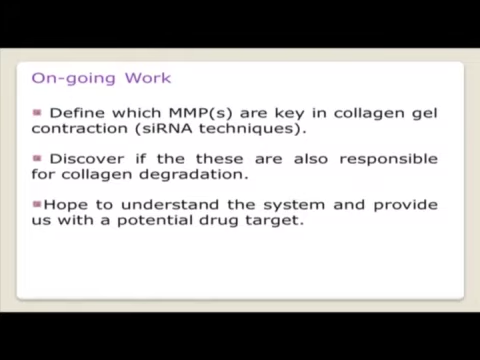 On-going Work
Define which MMP(s) are key in collagen gel
contraction (siRNA techniques).
Discover if the these are also responsible
for collagen degradation.
Hope to understand the system and provide
us with a potential drug target.